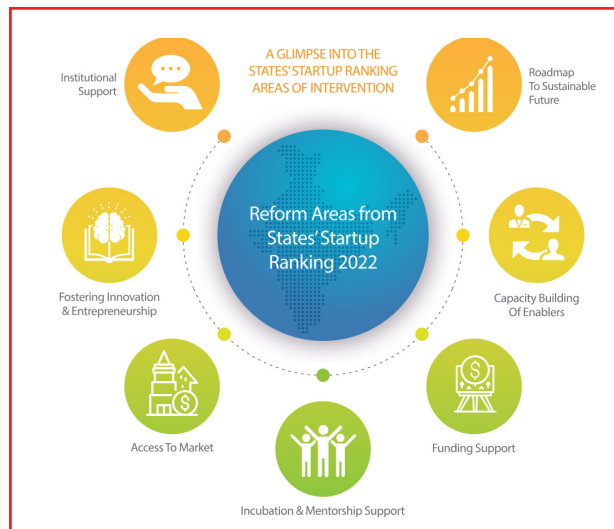 A GLIMPSE INTO THE
STATES' STARTUP RANKING
AREAS OF INTERVENTION
Institutional
Support
Roadmap
To Sustainable
Future
Reform Areas from
States' Startup
Ranking 2022
Fostering Innovation
& Entrepreneurship
Capacity Building
Of Enablers
Access To Market
Funding Support
Incubation & Mentorship Support